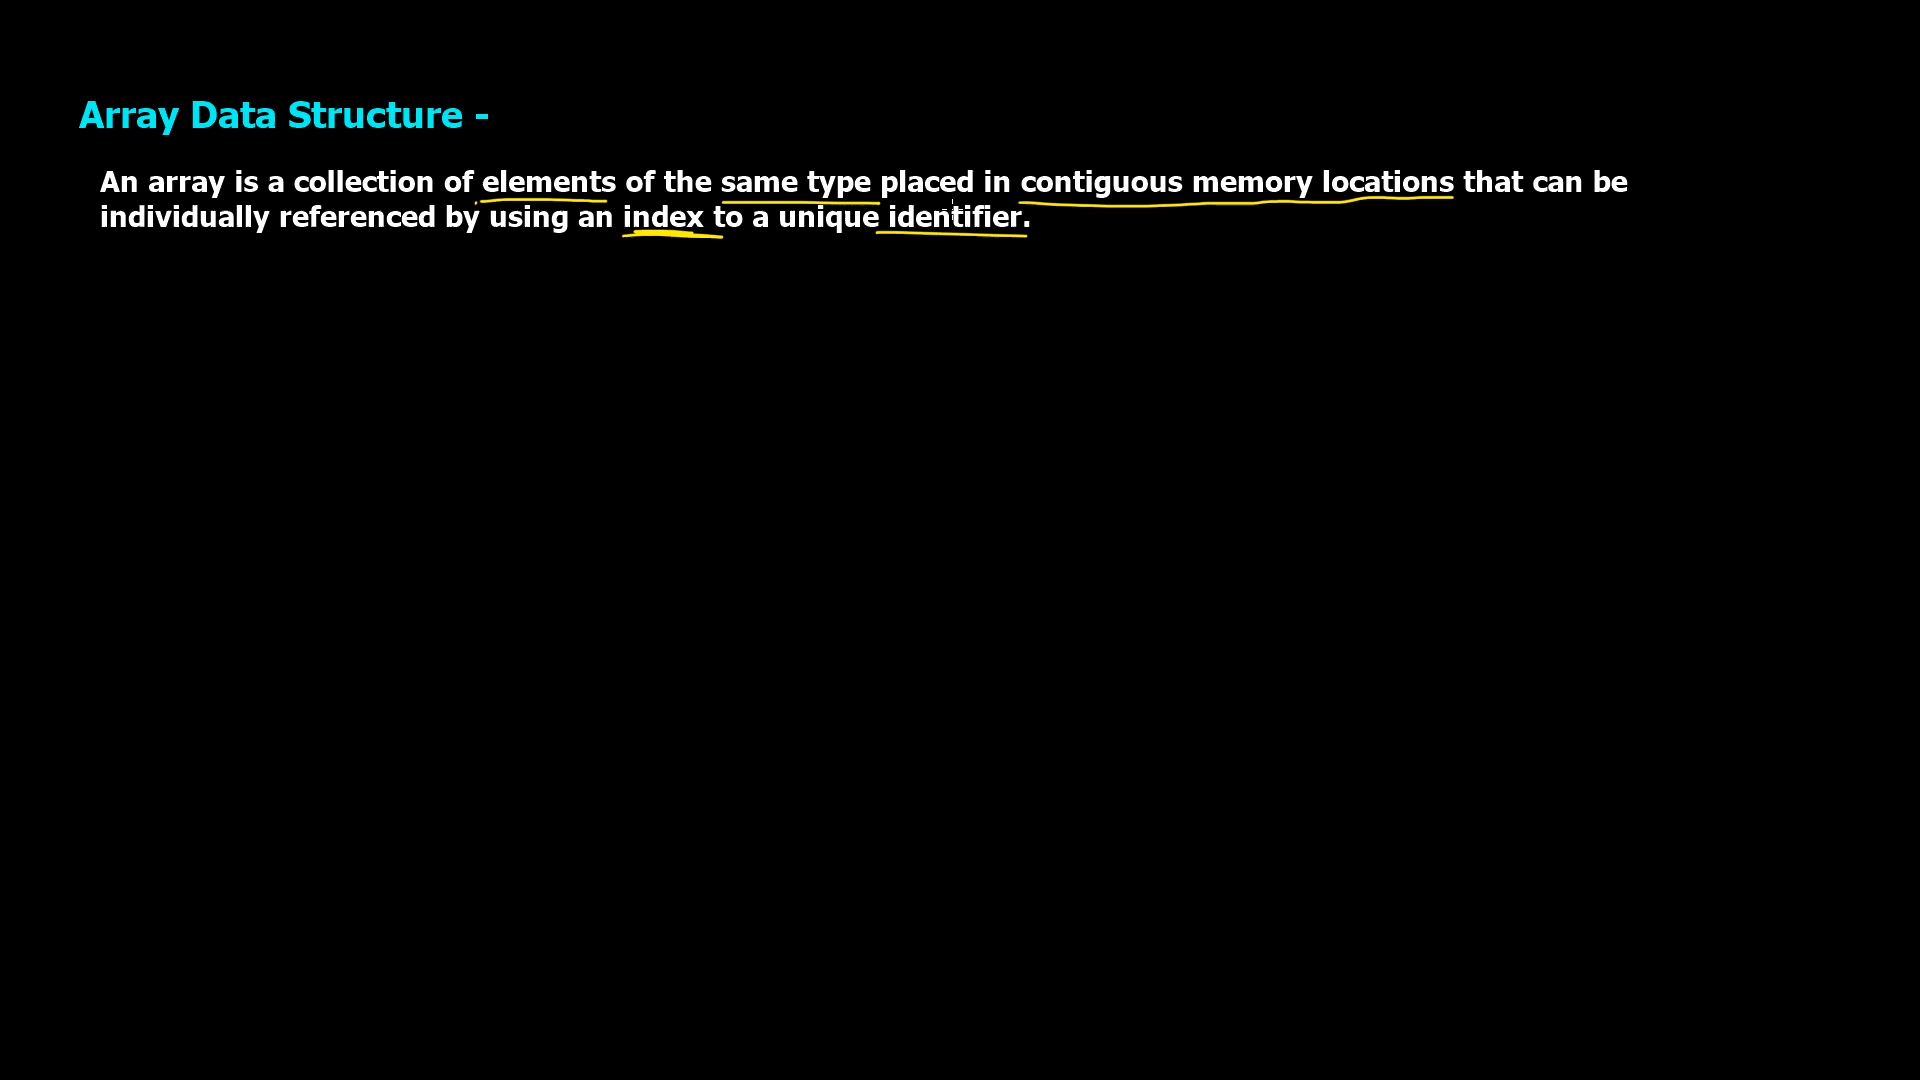 Array Data Structure -
An array is a collection of elements of the same type placed in contiguous memory locations that can be
individually referenced by using an index to a unique identifier.